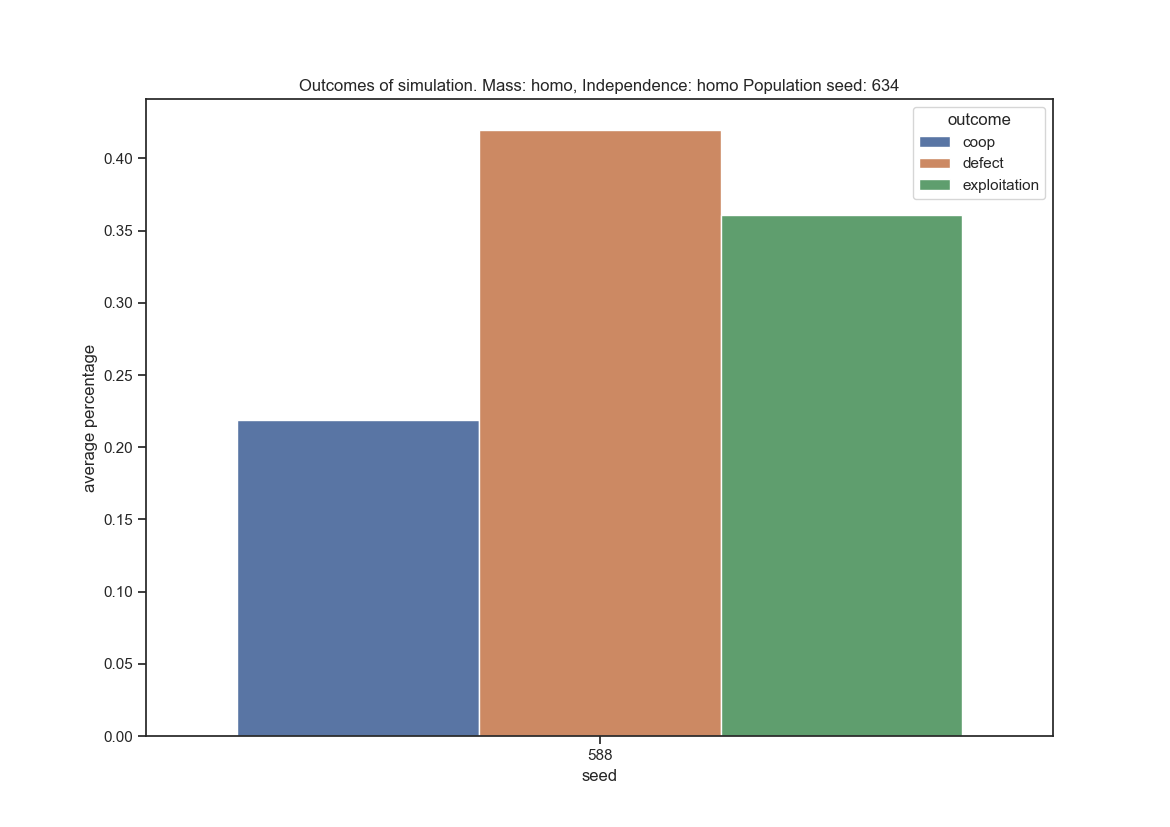 Outcomes of simulation. Mass: homo, Independence: homo Population seed: 634
outcome
coop
defect
exploitation
0.40
0.35
0.30
0.25
0.20
0.15
0.10
0.05
0.00
average percentage
588
seed